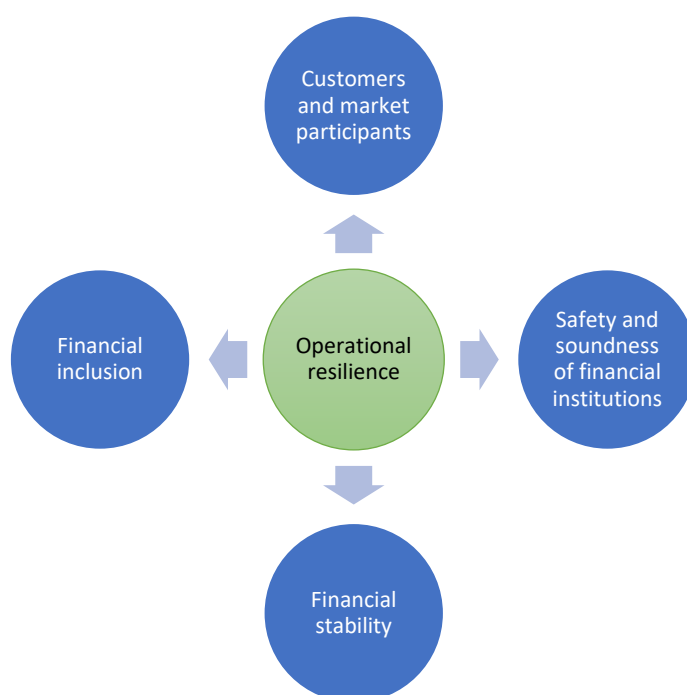 Customers
and market
participants
Financial
inclusion
Operational
resilience
Safety and
soundness
of financial
institutions
Financial
stability